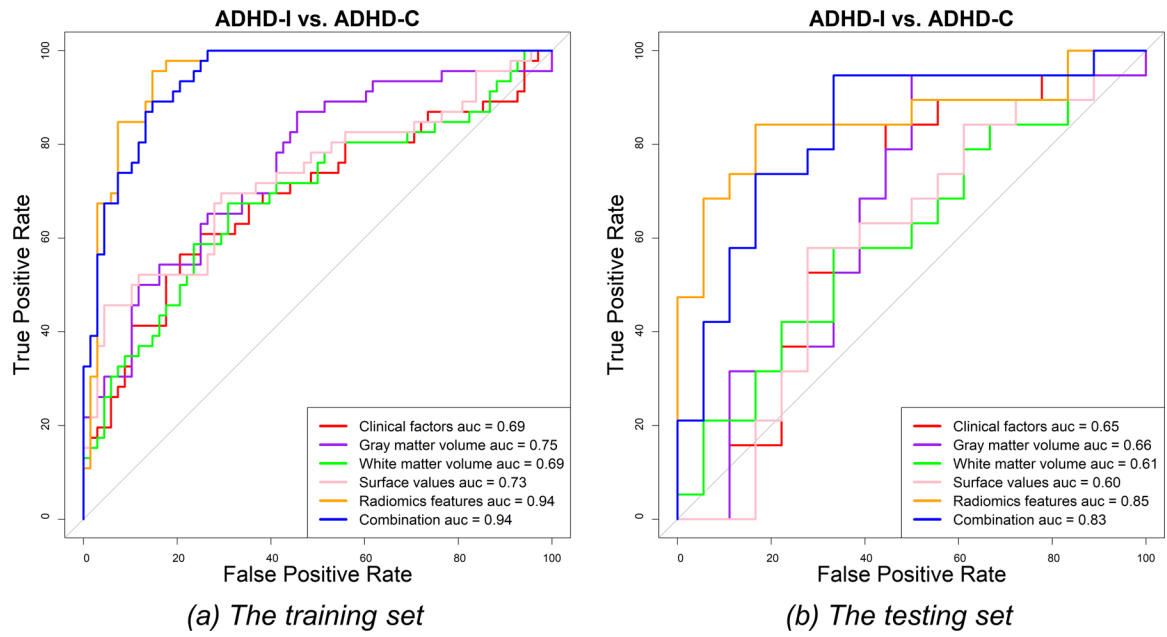 ADHD-I vs. ADHD-C
True Positive Rate
100
80
60
40
20
0
Clinical factors auc = 0.69
Gray matter volume auc = 0.75
White matter volume auc = 0.69
Surface values auc = 0.73
Radiomics features auc = 0.94
Combination auc = 0.94
0 20 40 60 80 100
False Positive Rate
(a) The training set
ADHD-I vs. ADHD-C
True Positive Rate
100
80
60
40
20
0
Clinical factors auc = 0.65
Gray matter volume auc = 0.66
White matter volume auc = 0.61
Surface values auc = 0.60
Radiomics features auc = 0.85
Combination auc = 0.83
0 20 40 60 80 100
False Positive Rate
(b) The testing set